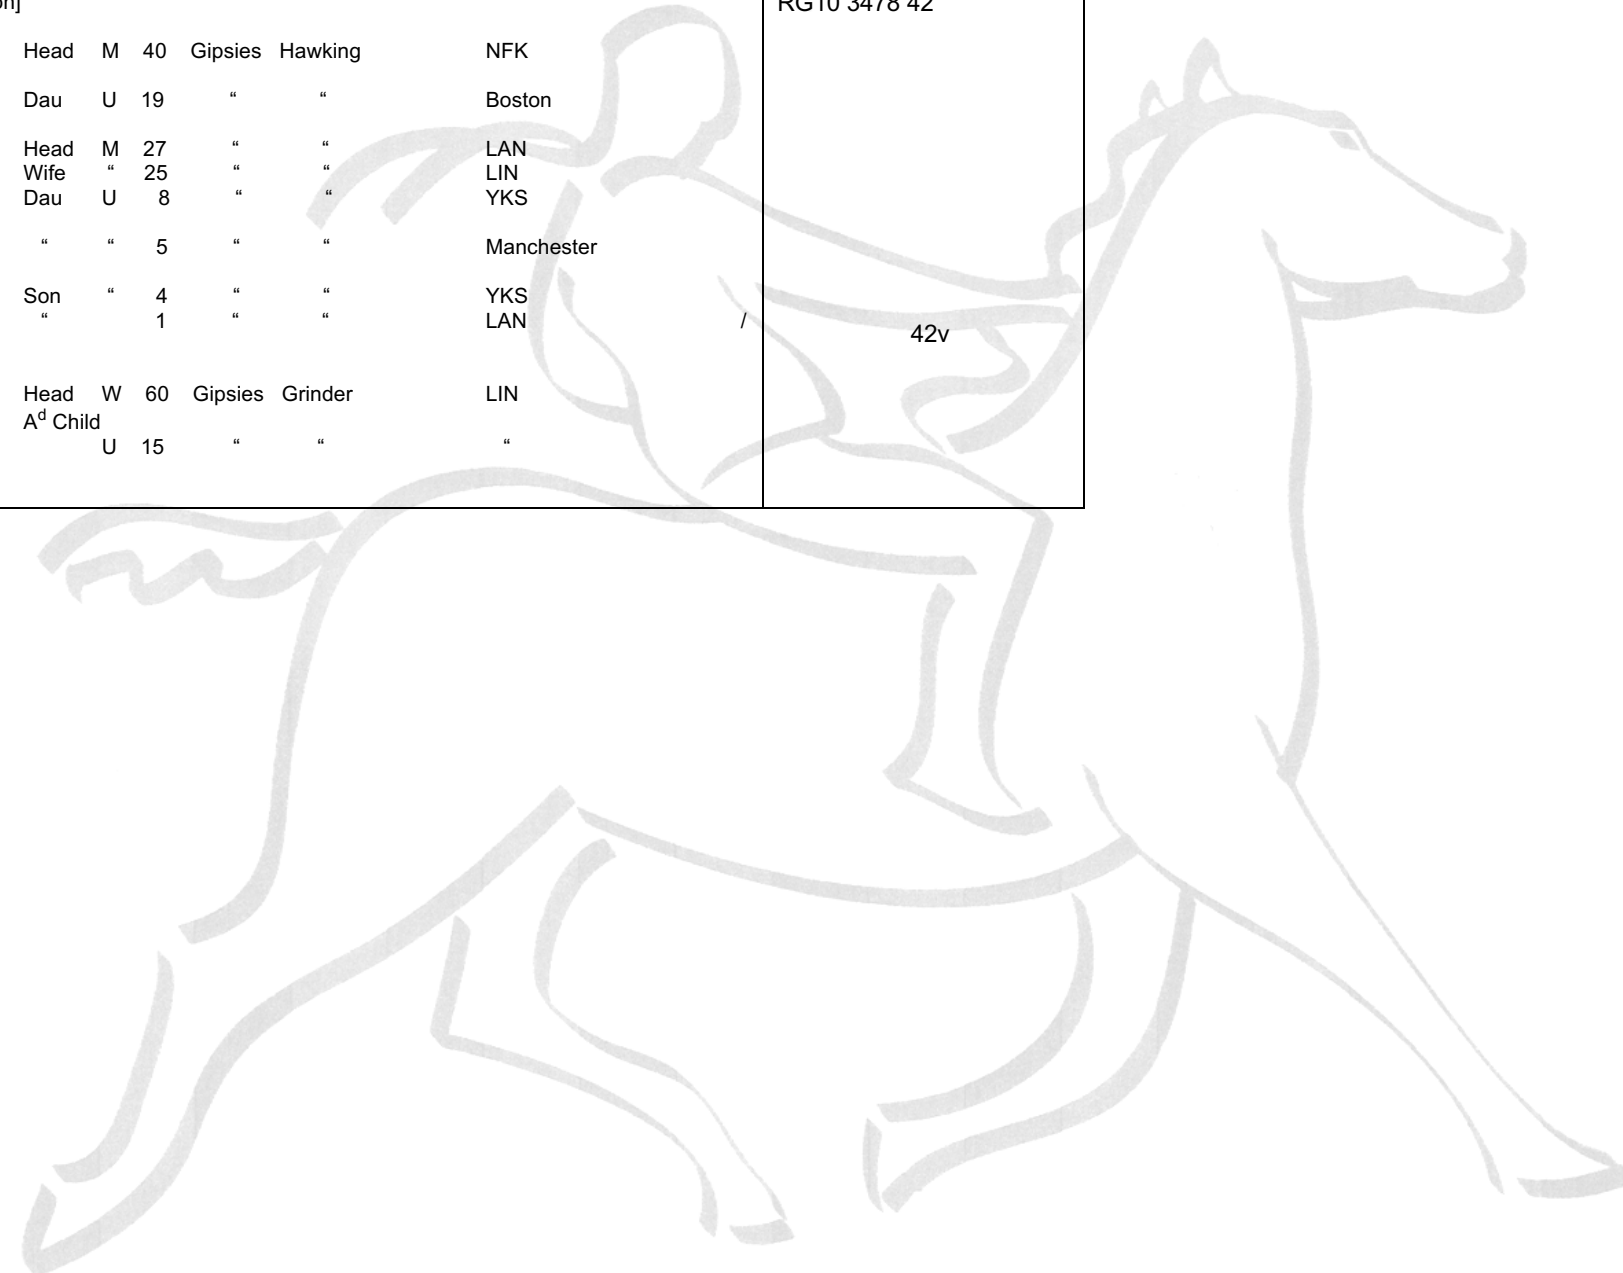 on]
RG10 3478 42
Head M 40 Gipsies Hawking NFK
Dau U 19 “ “ Boston
Head M 27 “ “ LAN
Wife “ 25 “ “ LIN
Dau U 8 “ “ YKS
“ “ 5 “ “ Manchester
Son “ 4 “ “ YKS
“ 1 “ “ LAN /
42v
Head W 60 Gipsies Grinder LIN
Ad Child
U 15 “ “ “